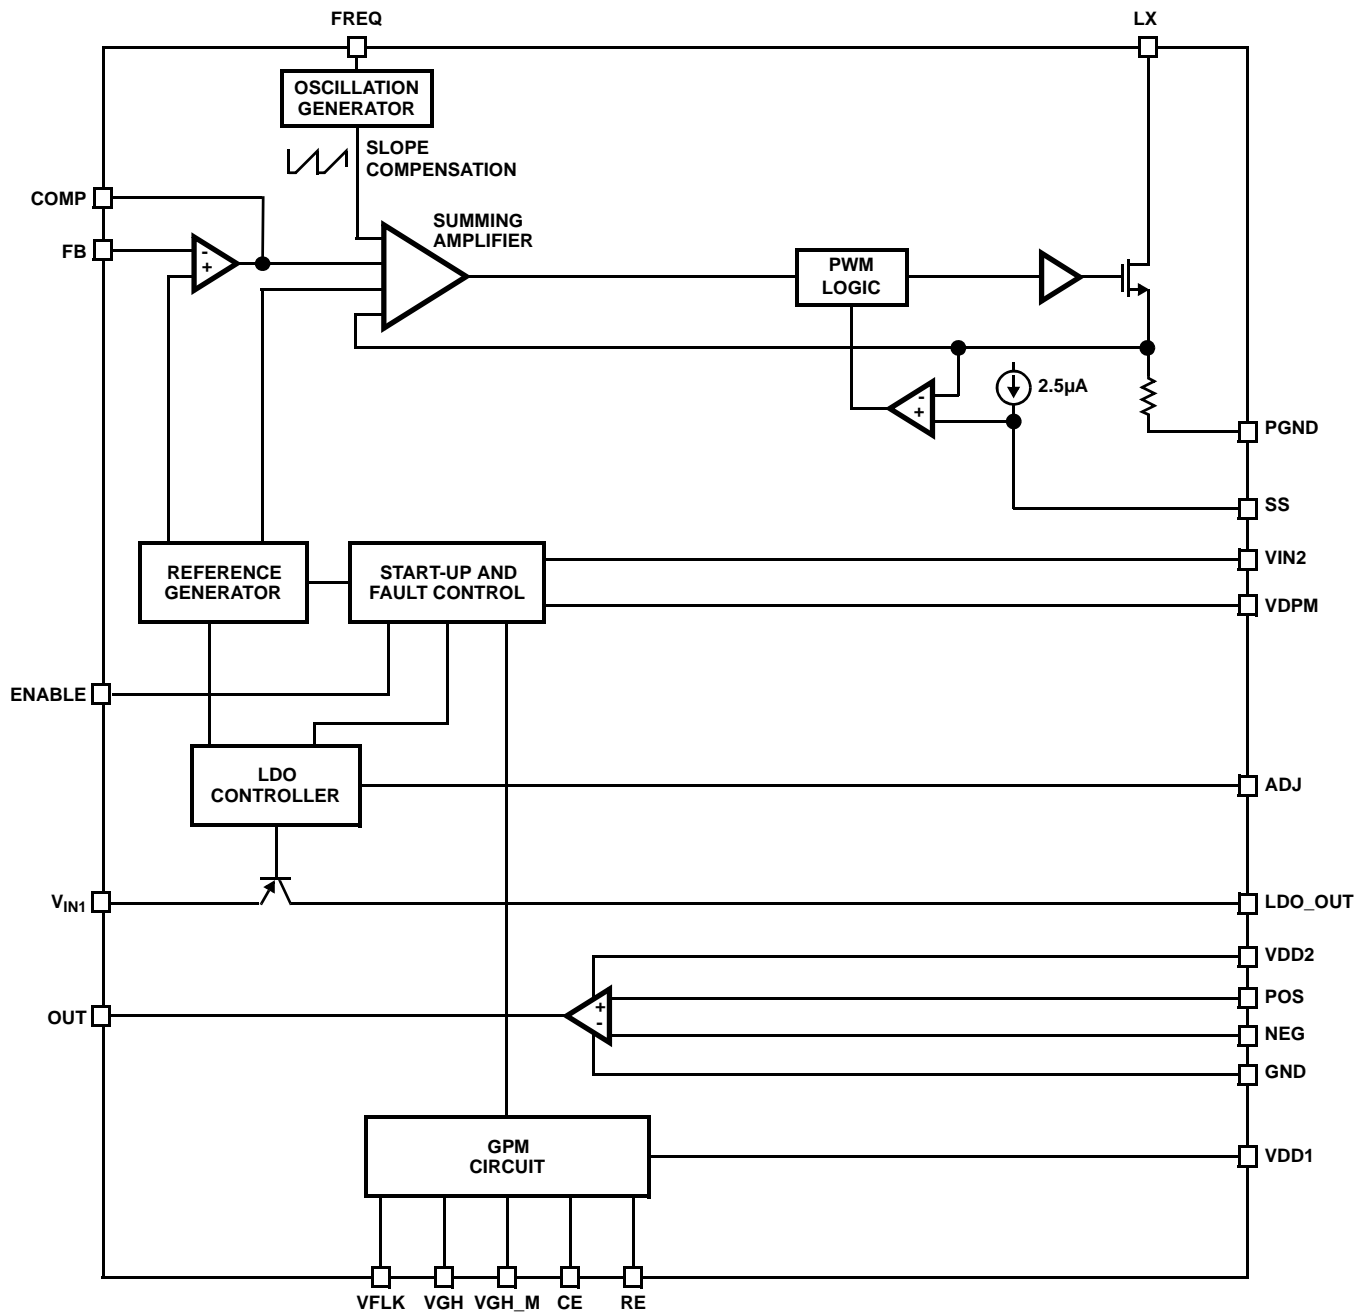 FREQ
LX
OSCILLATION
GENERATOR
SLOPE
COMPENSATION
COMP
SUMMING
AMPLIFIER
FB
-
+
PWM
LOGIC
2.5µA
-
+
PGND
SS
REFERENCE
GENERATOR
START-UP AND
FAULT CONTROL
VIN2
VDPM
ENABLE
LDO
CONTROLLER
ADJ
VIN1
LDO_OUT
VDD2
POS
+
-
OUT
NEG
GND
GPM
CIRCUIT
VDD1
VFLK
VGH
VGH_M
CE
RE